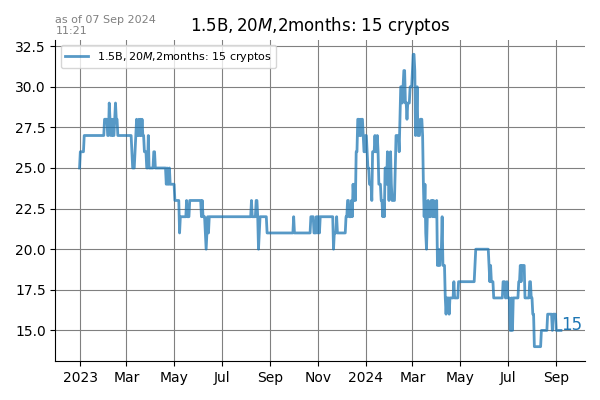 as of 07 Sep 2024
11:21
1.5B, 20M,2months: 15 cryptos
1.5B, 20M,2months: 15 cryptos
32.5
30.0
27.5
25.0
22.5
20.0
17.5
15.0
15
2023 Mar May Jul Sep Nov 2024 Mar May Jul Sep